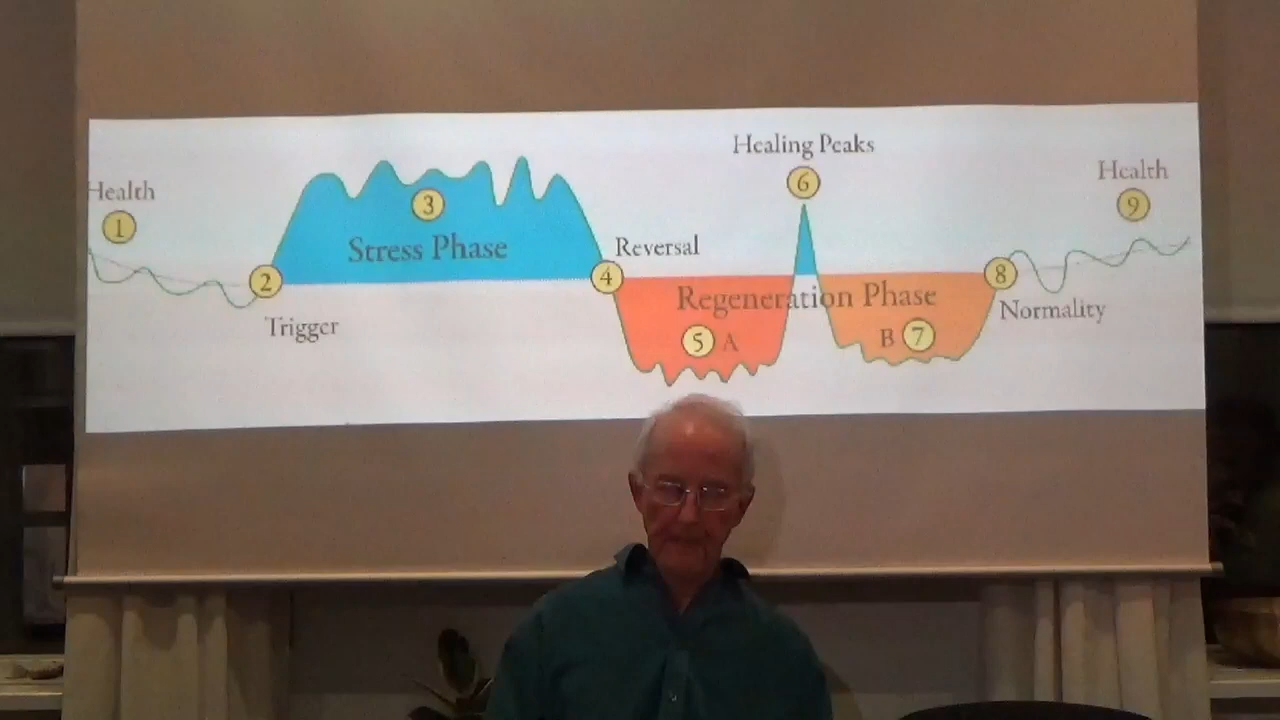 Health
1
2
Trigger
3
Stress Phase
4
Reversal
Regeneration Phase
5 A
Healing Peaks
6
B 7
8
Normality
Health
9